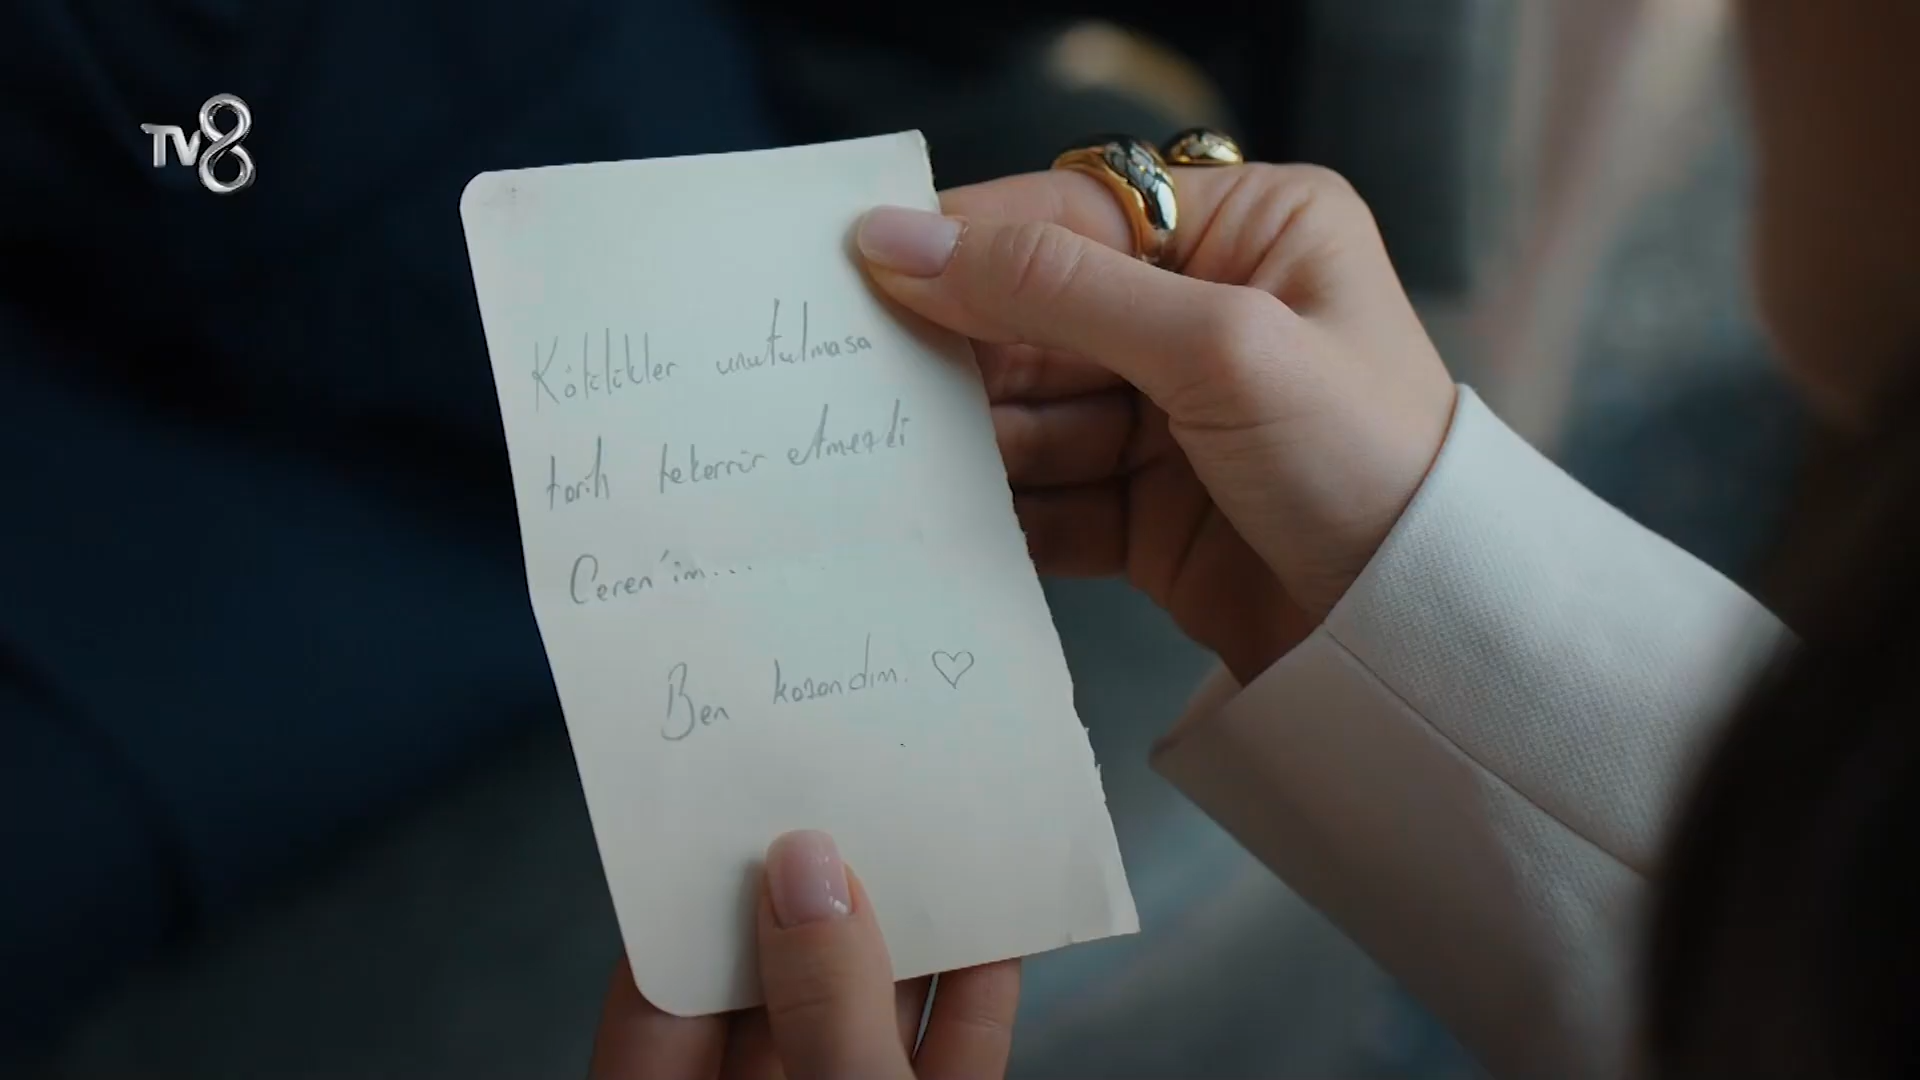 TV8
Kötülükler unutulmasa
tarih tekerrür etmezdi
Ceren'im...
Ben kazandım. ♡